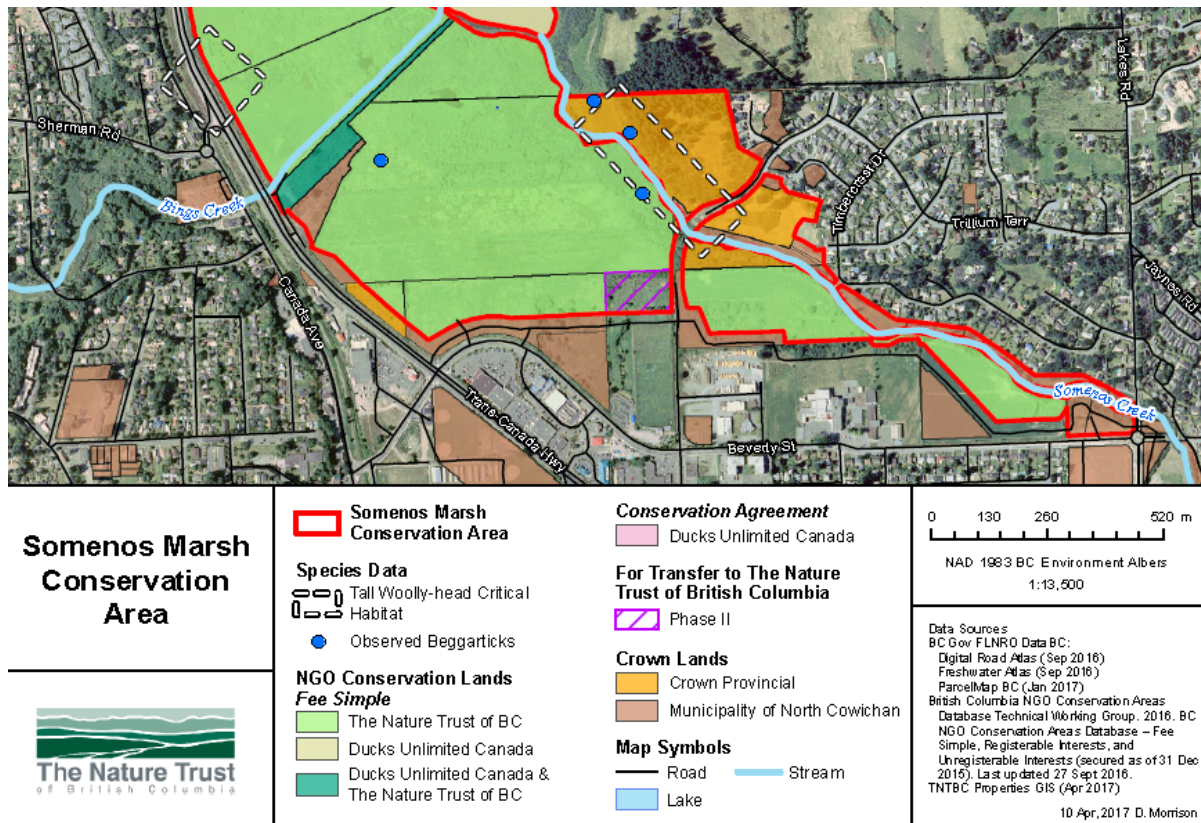 Lakes Rd
Sherman Rd
Bings Creek
Timbercrest Dr
Trillium Terr
Jaynes Rd
Canada Ave
Trans-Canada Hwy
Somenos Creek
Beverly St
Somenos Marsh
Conservation
Area
The Nature Trust
of British Columbia
Somenos Marsh
Conservation Area
Species Data
Tall Woolly-head Critical
Habitat
Observed Beggarticks
NGO Conservation Lands
Fee Simple
The Nature Trust of BC
Ducks Unlimited Canada
Ducks Unlimited Canada &
The Nature Trust of BC
Conservation Agreement
Ducks Unlimited Canada
For Transfer to The Nature
Trust of British Columbia
Phase II
Crown Lands
Crown Provincial
Municipality of North Cowichan
Map Symbols
Road
Stream
Lake
0 130 260 520 m
NAD 1983 BC Environment Albers
1:13,500
Data Sources
BC Gov FLNRO Data BC:
Digital Road Atlas (Sep 2016)
Freshwater Atlas (Sep 2016)
ParcelMap BC (Jan 2017)
British Columbia NGO Conservation Areas
Database Technical Working Group. 2016. BC
NGO Conservation Areas Database – Fee
Simple, Registerable Interests, and
Unregisterable Interests (secured as of 31 Dec
2015). Last updated 27 Sept 2016.
TNTBC Properties GIS (Apr 2017)
10 Apr, 2017 D. Morrison